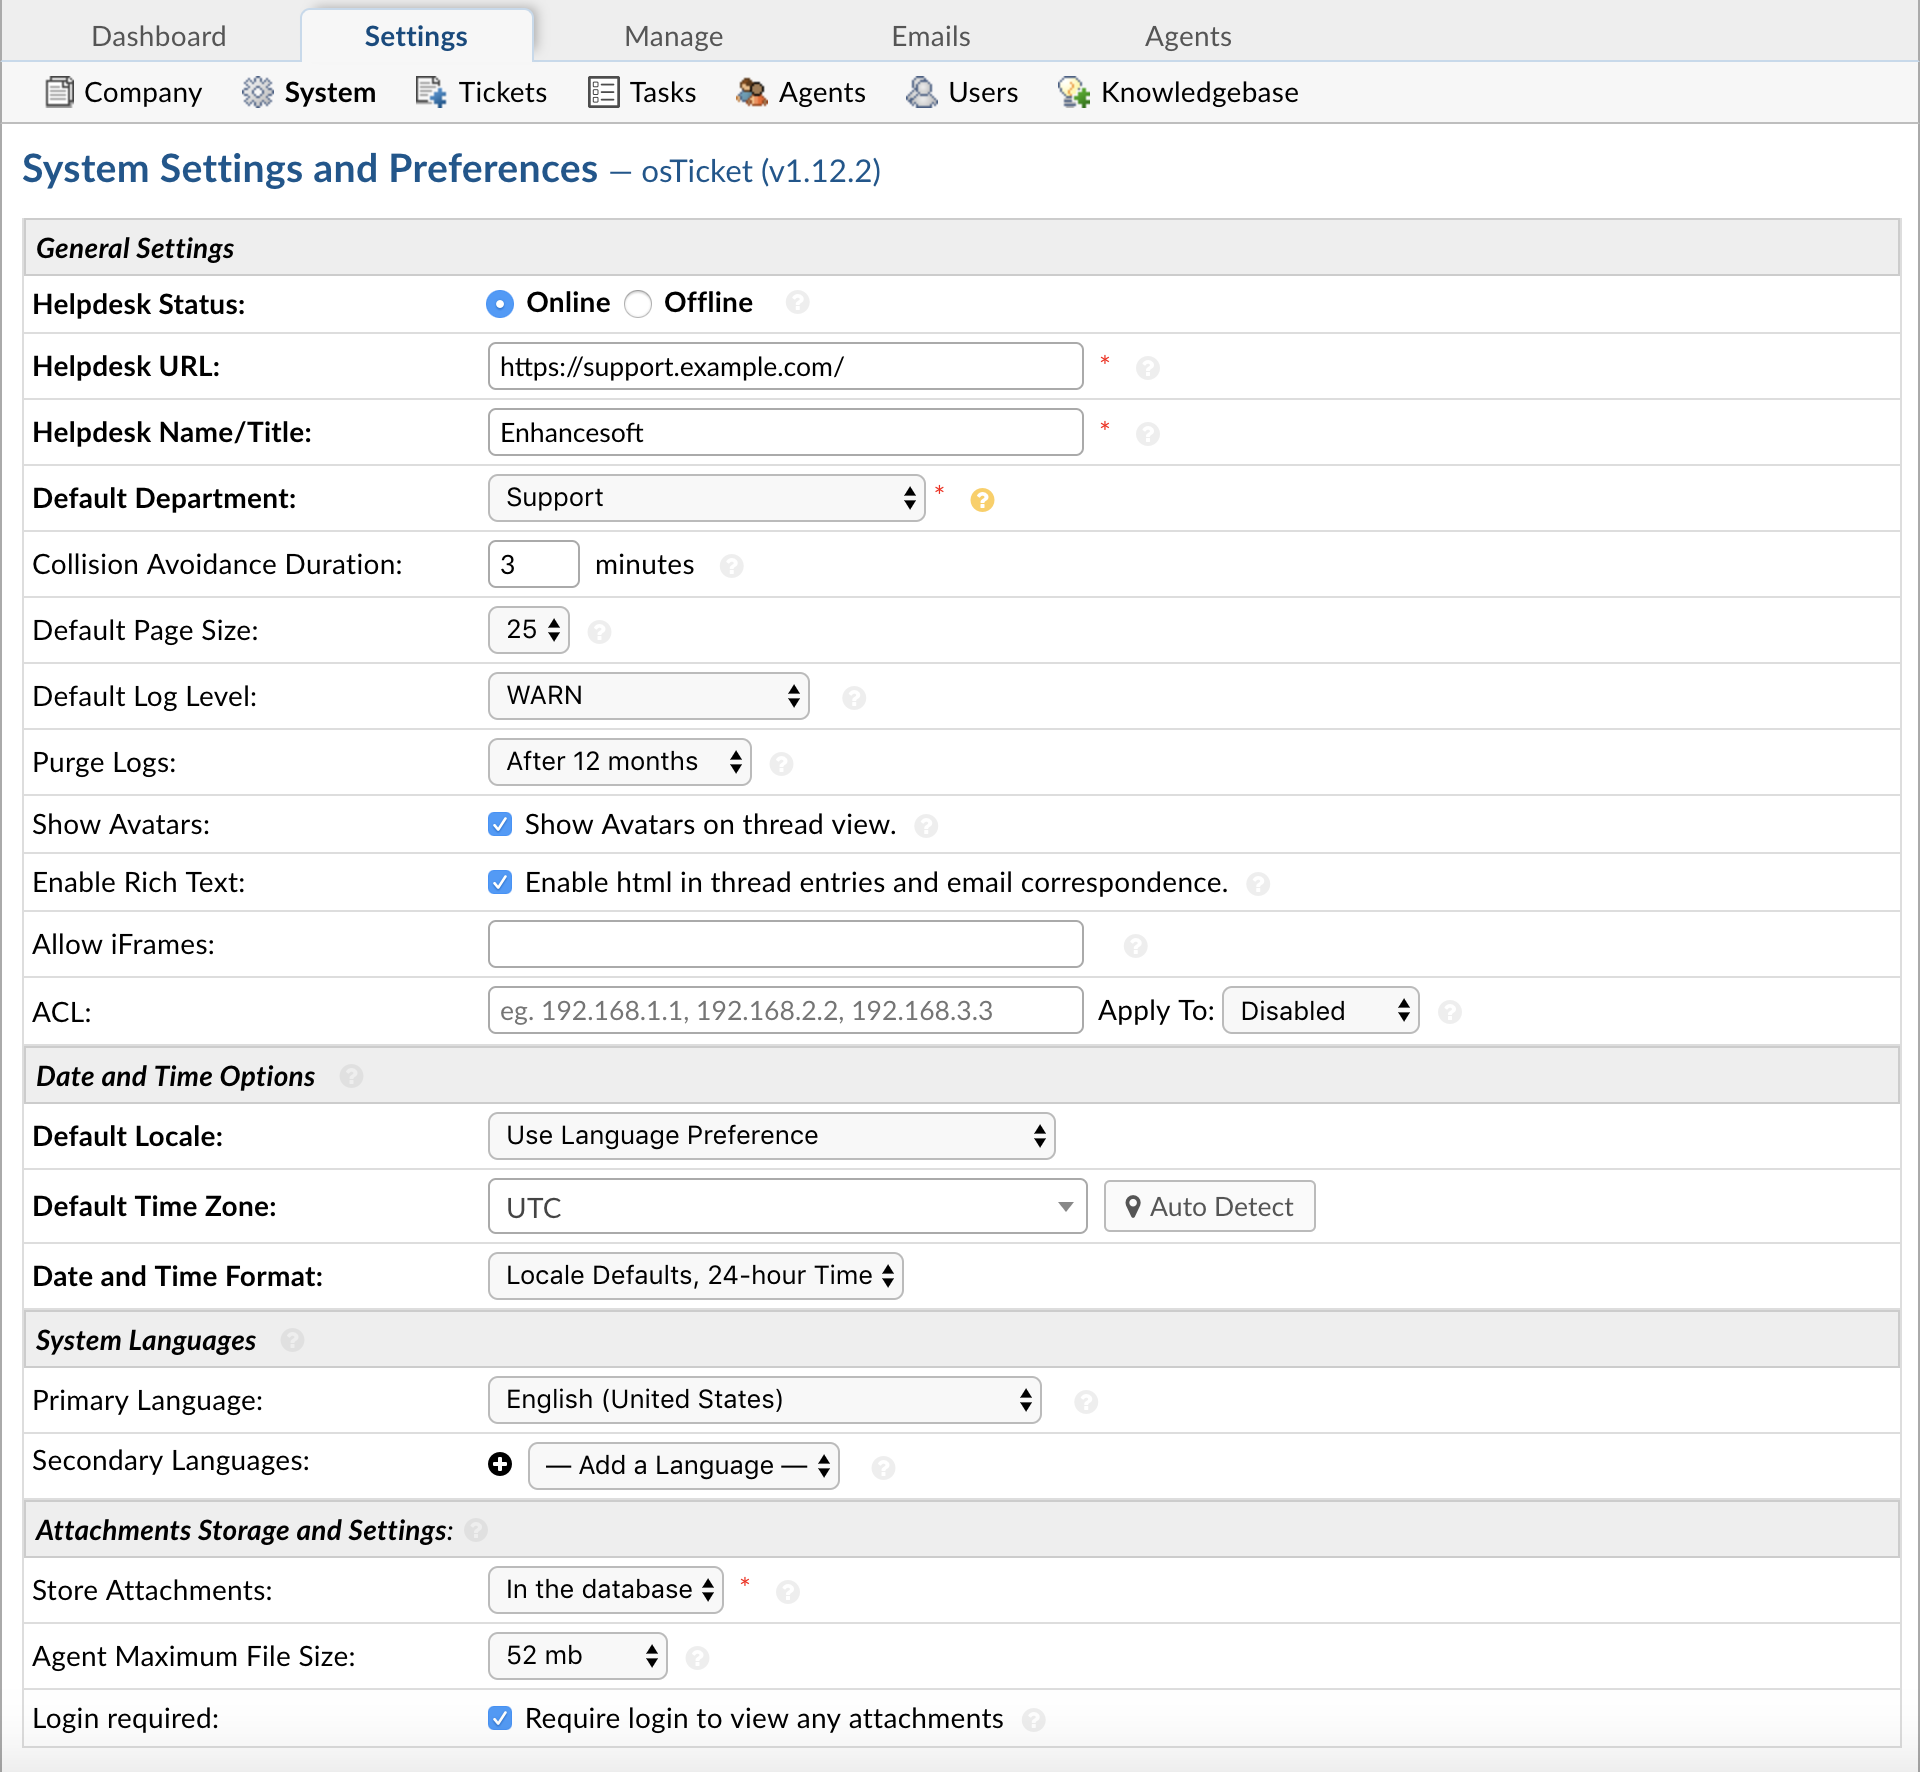 Dashboard Settings Manage Emails Agents
Company System Tickets Tasks Agents Users Knowledgebase
System Settings and Preferences — osTicket (v1.12.2)
General Settings
Helpdesk Status: Online Offline ?
Helpdesk URL: https://support.example.com/ * ?
Helpdesk Name/Title: Enhancesoft * ?
Default Department: Support * ?
Collision Avoidance Duration: 3 minutes ?
Default Page Size: 25 ?
Default Log Level: WARN ?
Purge Logs: After 12 months ?
Show Avatars: Show Avatars on thread view. ?
Enable Rich Text: Enable html in thread entries and email correspondence. ?
Allow iFrames: ?
ACL: eg. 192.168.1.1, 192.168.2.2, 192.168.3.3 Apply To: Disabled ?
Date and Time Options ?
Default Locale: Use Language Preference
Default Time Zone: UTC Auto Detect
Date and Time Format: Locale Defaults, 24-hour Time
System Languages ?
Primary Language: English (United States) ?
Secondary Languages: — Add a Language — ?
Attachments Storage and Settings: ?
Store Attachments: In the database * ?
Agent Maximum File Size: 52 mb ?
Login required: Require login to view any attachments ?